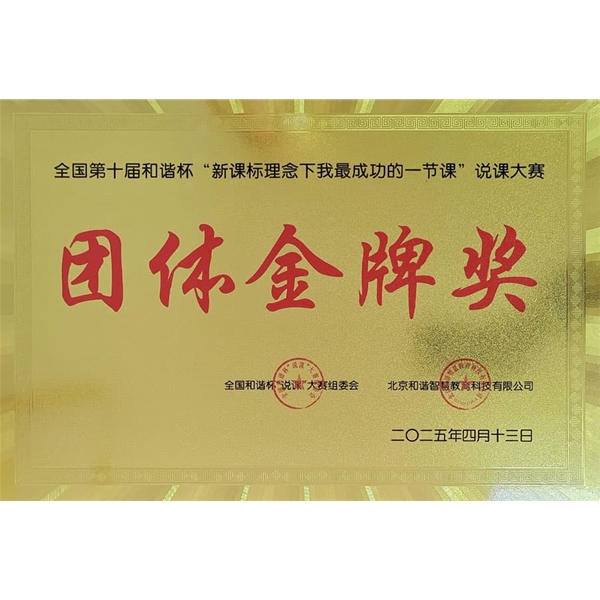 全国第十届和谐杯“新课标理念下我最成功的一节课”说课大赛
团体金牌奖
全国和谐杯“说课”大赛组委会
北京和谐智慧教育科技有限公司
二〇二五年四月十三日